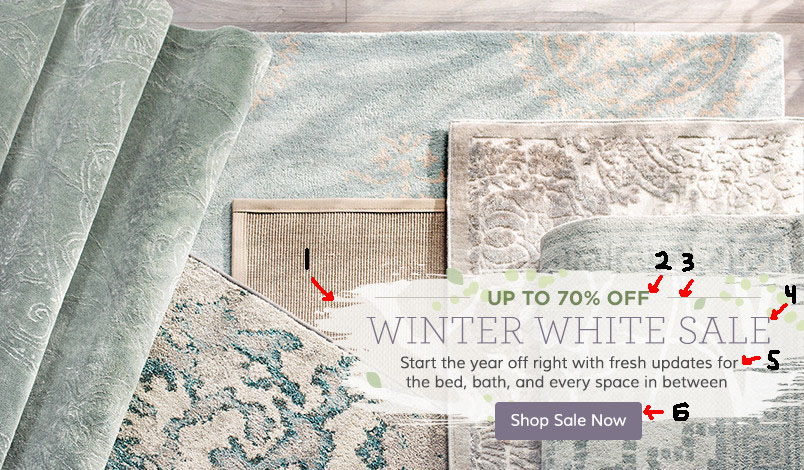 1
2
3
UP TO 70% OFF
4
WINTER WHITE SALE
Start the year off right with fresh updates for
5
the bed, bath, and every space in between
Shop Sale Now
6